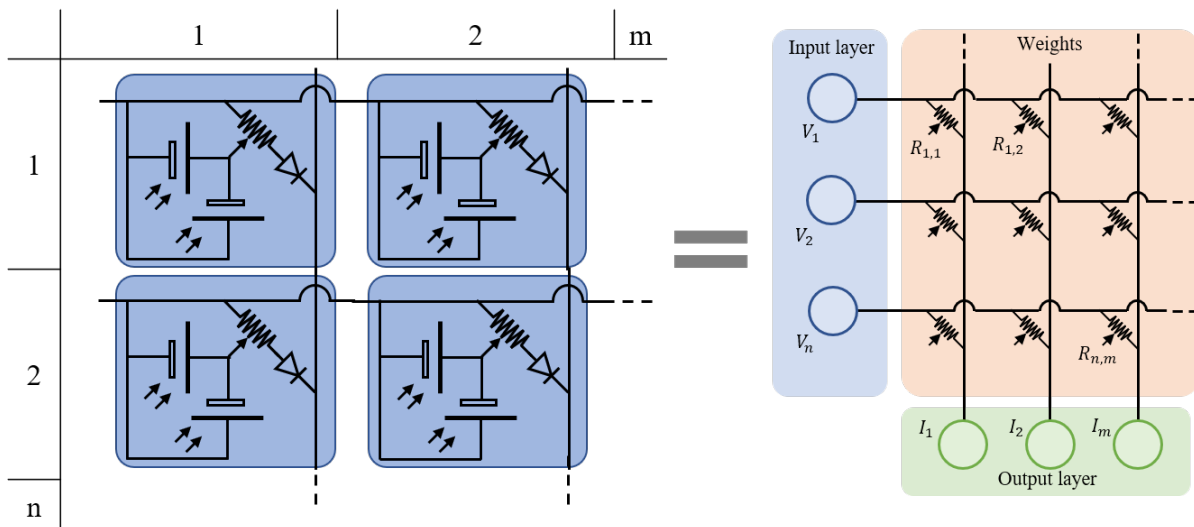 1 2 m
1
2
n
Input layer
V₁
V₂
Vₙ
Weights
R₁,₁ R₁,₂
Rₙ,ₘ
I₁ I₂ Iₘ
Output layer